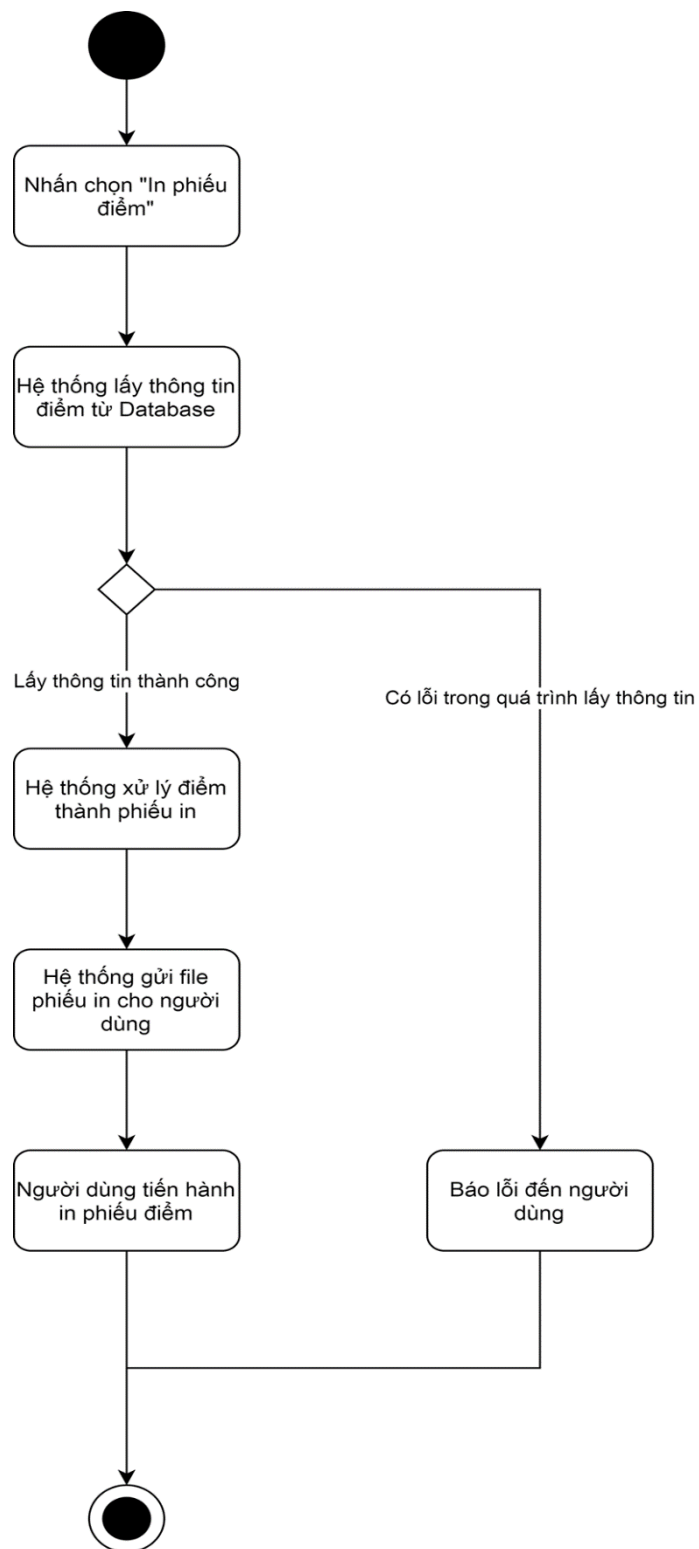 Nhấn chọn "In phiếu
điểm"
Hệ thống lấy thông tin
điểm từ Database
Lấy thông tin thành công
Có lỗi trong quá trình lấy thông tin
Hệ thống xử lý điểm
thành phiếu in
Hệ thống gửi file
phiếu in cho người
dùng
Người dùng tiến hành
in phiếu điểm
Báo lỗi đến người
dùng